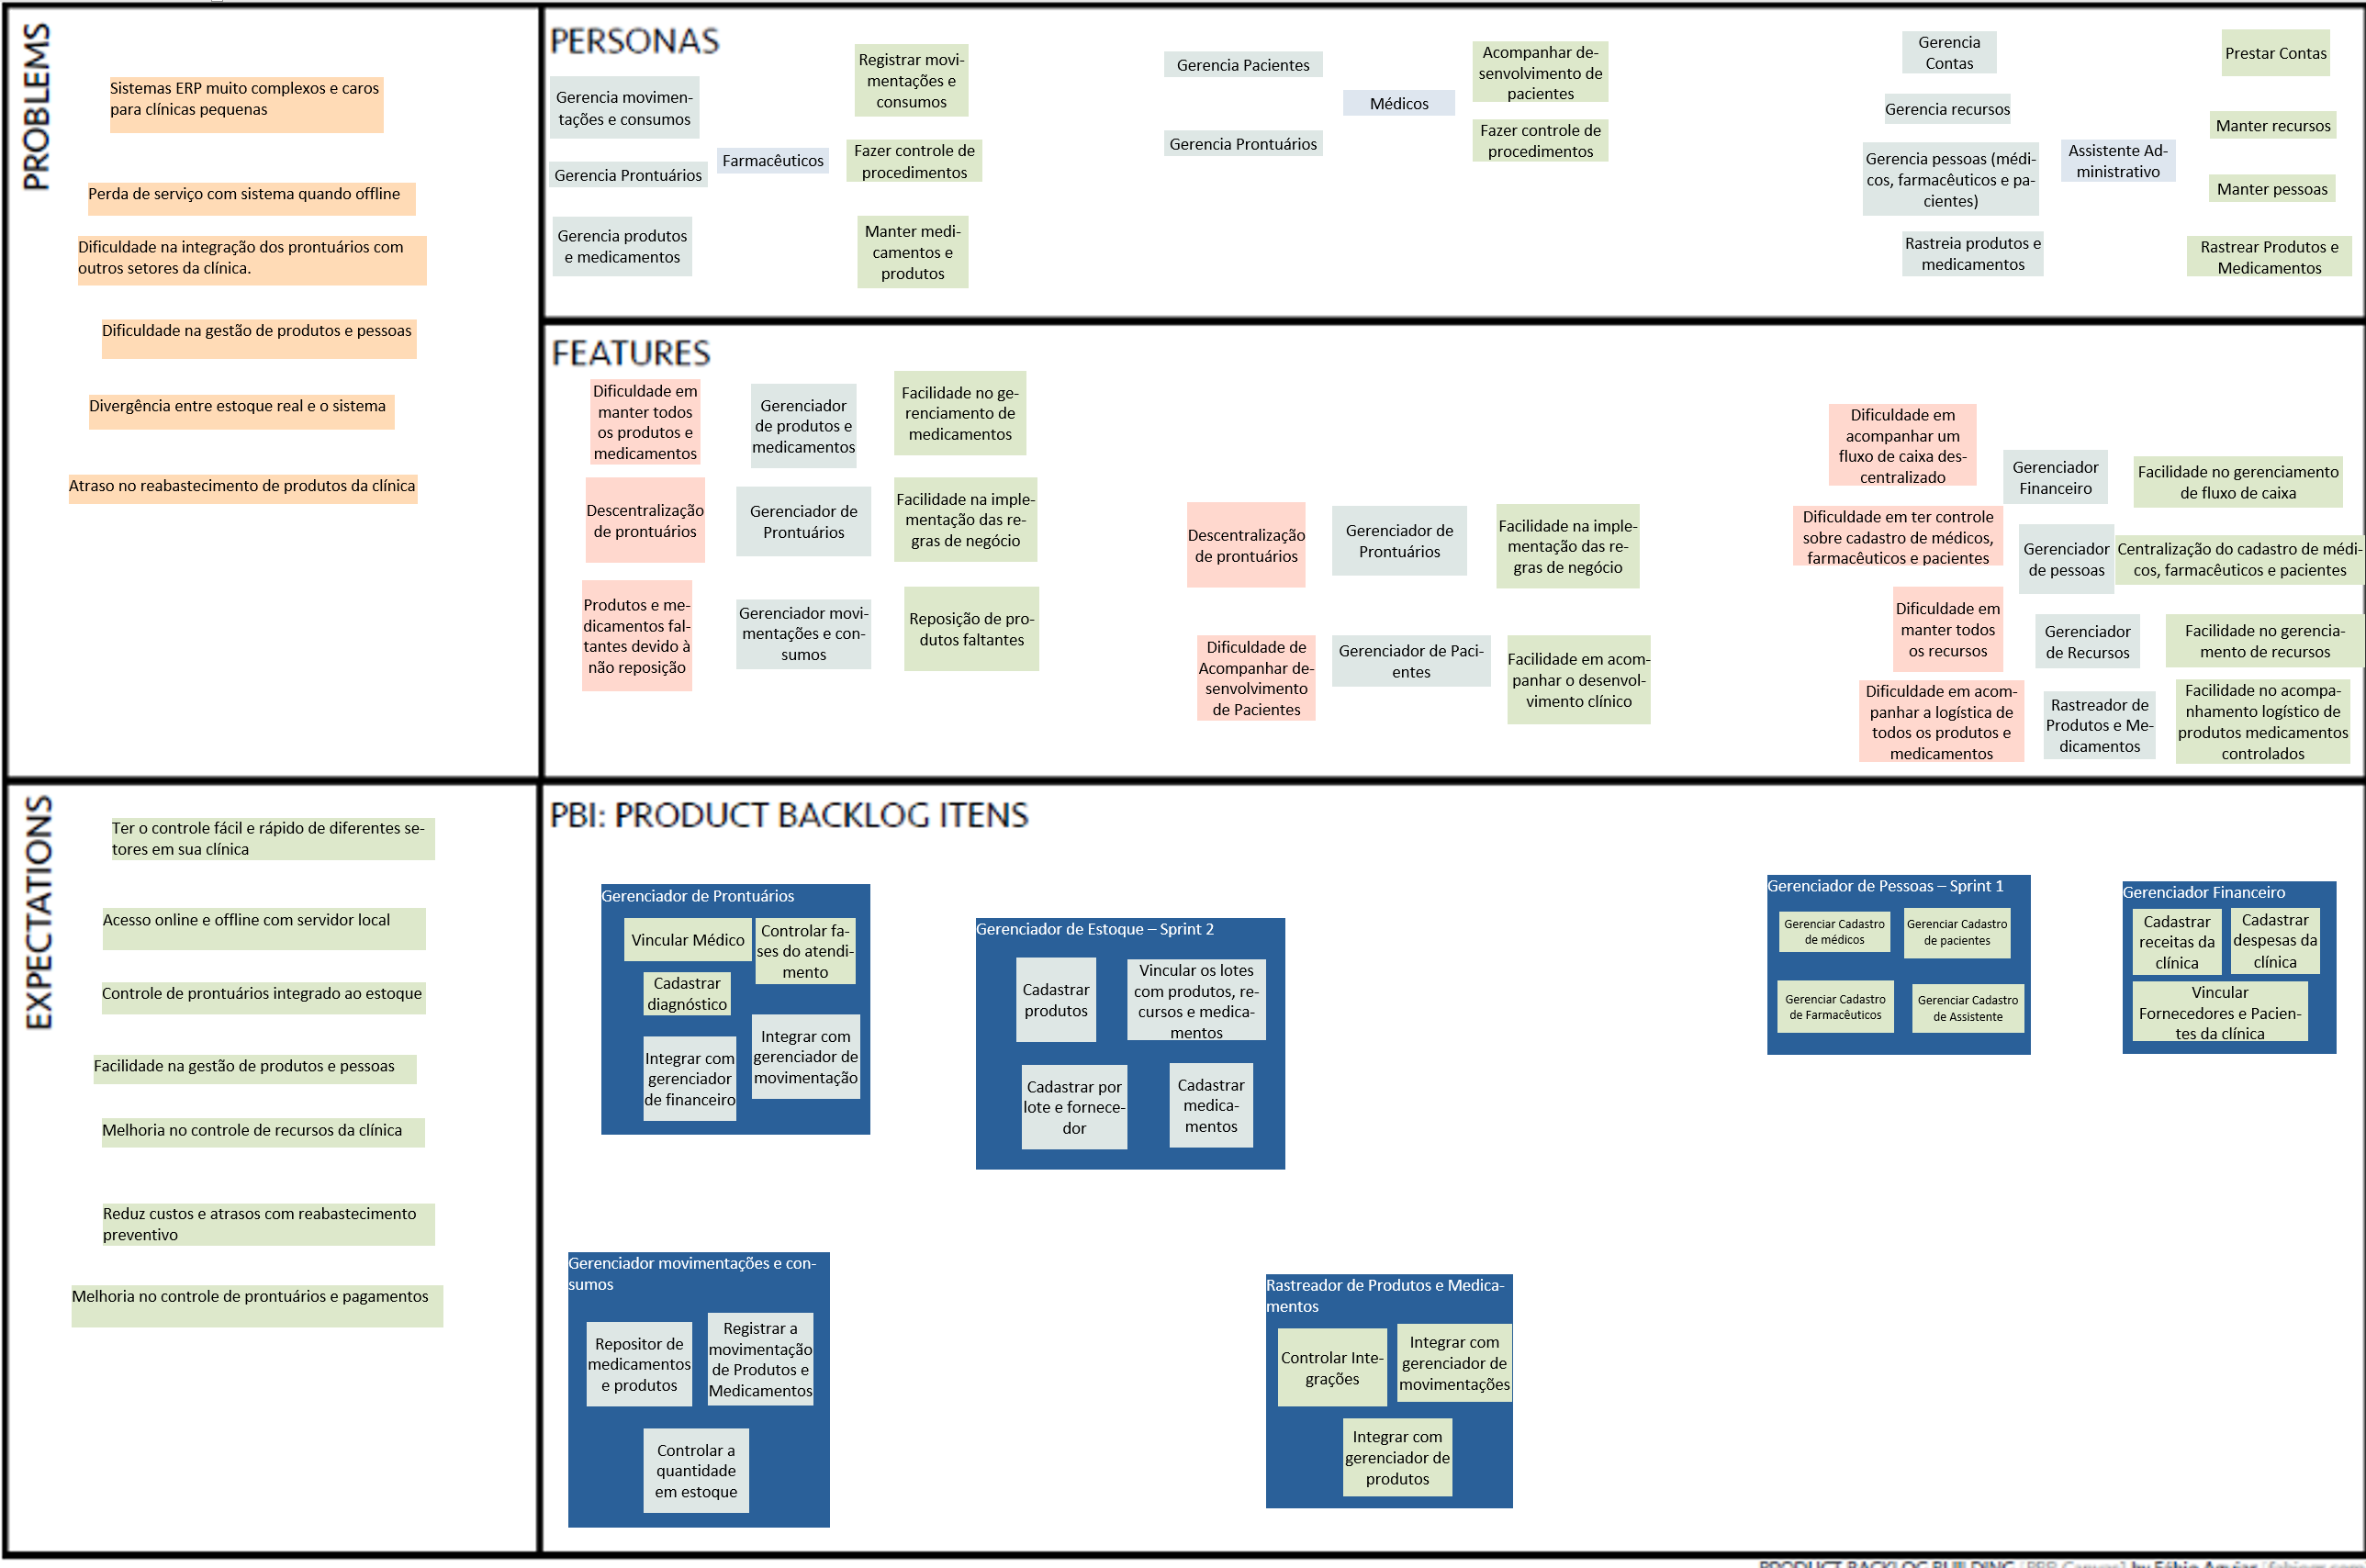 PROBLEMS
Sistemas ERP muito complexos e caros
para clínicas pequenas
Perda de serviço com sistema quando offline
Dificuldade na integração dos prontuários com
outros setores da clínica.
Dificuldade na gestão de produtos e pessoas
Divergência entre estoque real e o sistema
Atraso no reabastecimento de produtos da clínica
PERSONAS
Gerencia movimen-
tações e consumos
Gerencia Prontuários
Gerencia produtos
e medicamentos
Farmacêuticos
Registrar movi-
mentações e
consumos
Fazer controle de
procedimentos
Manter medi-
camentos e
produtos
Gerencia Pacientes
Gerencia Prontuários
Médicos
Acompanhar de-
senvolvimento de
pacientes
Fazer controle de
procedimentos
Gerencia
Contas
Gerencia recursos
Gerencia pessoas (médi-
cos, farmacêuticos e pa-
cientes)
Rastreia produtos e
medicamentos
Assistente Ad-
ministrativo
Prestar Contas
Manter recursos
Manter pessoas
Rastrear Produtos e
Medicamentos
FEATURES
Dificuldade em
manter todos
os produtos e
medicamentos
Gerenciador
de produtos e
medicamentos
Facilidade no ge-
renciamento de
medicamentos
Descentralização
de prontuários
Gerenciador de
Prontuários
Facilidade na imple-
mentação das re-
gras de negócio
Produtos e me-
dicamentos fal-
tantes devido à
não reposição
Gerenciador movi-
mentações e con-
sumos
Reposição de pro-
dutos faltantes
Descentralização
de prontuários
Gerenciador de
Prontuários
Facilidade na imple-
mentação das re-
gras de negócio
Dificuldade de
Acompanhar de-
senvolvimento
de Pacientes
Gerenciador de Paci-
entes
Facilidade em acom-
panhar o desenvol-
vimento clínico
Dificuldade em
acompanhar um
fluxo de caixa des-
centralizado
Gerenciador
Financeiro
Facilidade no gerenciamento
de fluxo de caixa
Dificuldade em ter controle
sobre cadastro de médicos,
farmacêuticos e pacientes
Gerenciador
de pessoas
Centralização do cadastro de médi-
cos, farmacêuticos e pacientes
Dificuldade em
manter todos
os recursos
Gerenciador
de Recursos
Facilidade no gerencia-
mento de recursos
Dificuldade em acom-
panhar a logística de
todos os produtos e
medicamentos
Rastreador de
Produtos e Me-
dicamentos
Facilidade no acompa-
nhamento logístico de
produtos medicamentos
controlados
EXPECTATIONS
Ter o controle fácil e rápido de diferentes se-
tores em sua clínica
Acesso online e offline com servidor local
Controle de prontuários integrado ao estoque
Facilidade na gestão de produtos e pessoas
Melhoria no controle de recursos da clínica
Reduz custos e atrasos com reabastecimento
preventivo
Melhoria no controle de prontuários e pagamentos
PBI: PRODUCT BACKLOG ITENS
Gerenciador de Prontuários
Vincular Médico
Controlar fa-
ses do atendi-
mento
Cadastrar
diagnóstico
Integrar com
gerenciador
de financeiro
Integrar com
gerenciador de
movimentação
Gerenciador de Estoque – Sprint 2
Cadastrar
produtos
Vincular os lotes
com produtos, re-
cursos e medica-
mentos
Cadastrar por
lote e fornece-
dor
Cadastrar
medica-
mentos
Gerenciador de Pessoas – Sprint 1
Gerenciar Cadastro
de médicos
Gerenciar Cadastro
de pacientes
Gerenciar Cadastro
de Farmacêuticos
Gerenciar Cadastro
de Assistente
Gerenciador Financeiro
Cadastrar
receitas da
clínica
Cadastrar
despesas da
clínica
Vincular
Fornecedores e Pacien-
tes da clínica
Gerenciador movimentações e con-
sumos
Repositor de
medicamentos
e produtos
Registrar a
movimentação
de Produtos e
Medicamentos
Controlar a
quantidade
em estoque
Rastreador de Produtos e Medica-
mentos
Controlar Inte-
grações
Integrar com
gerenciador de
movimentações
Integrar com
gerenciador de
produtos